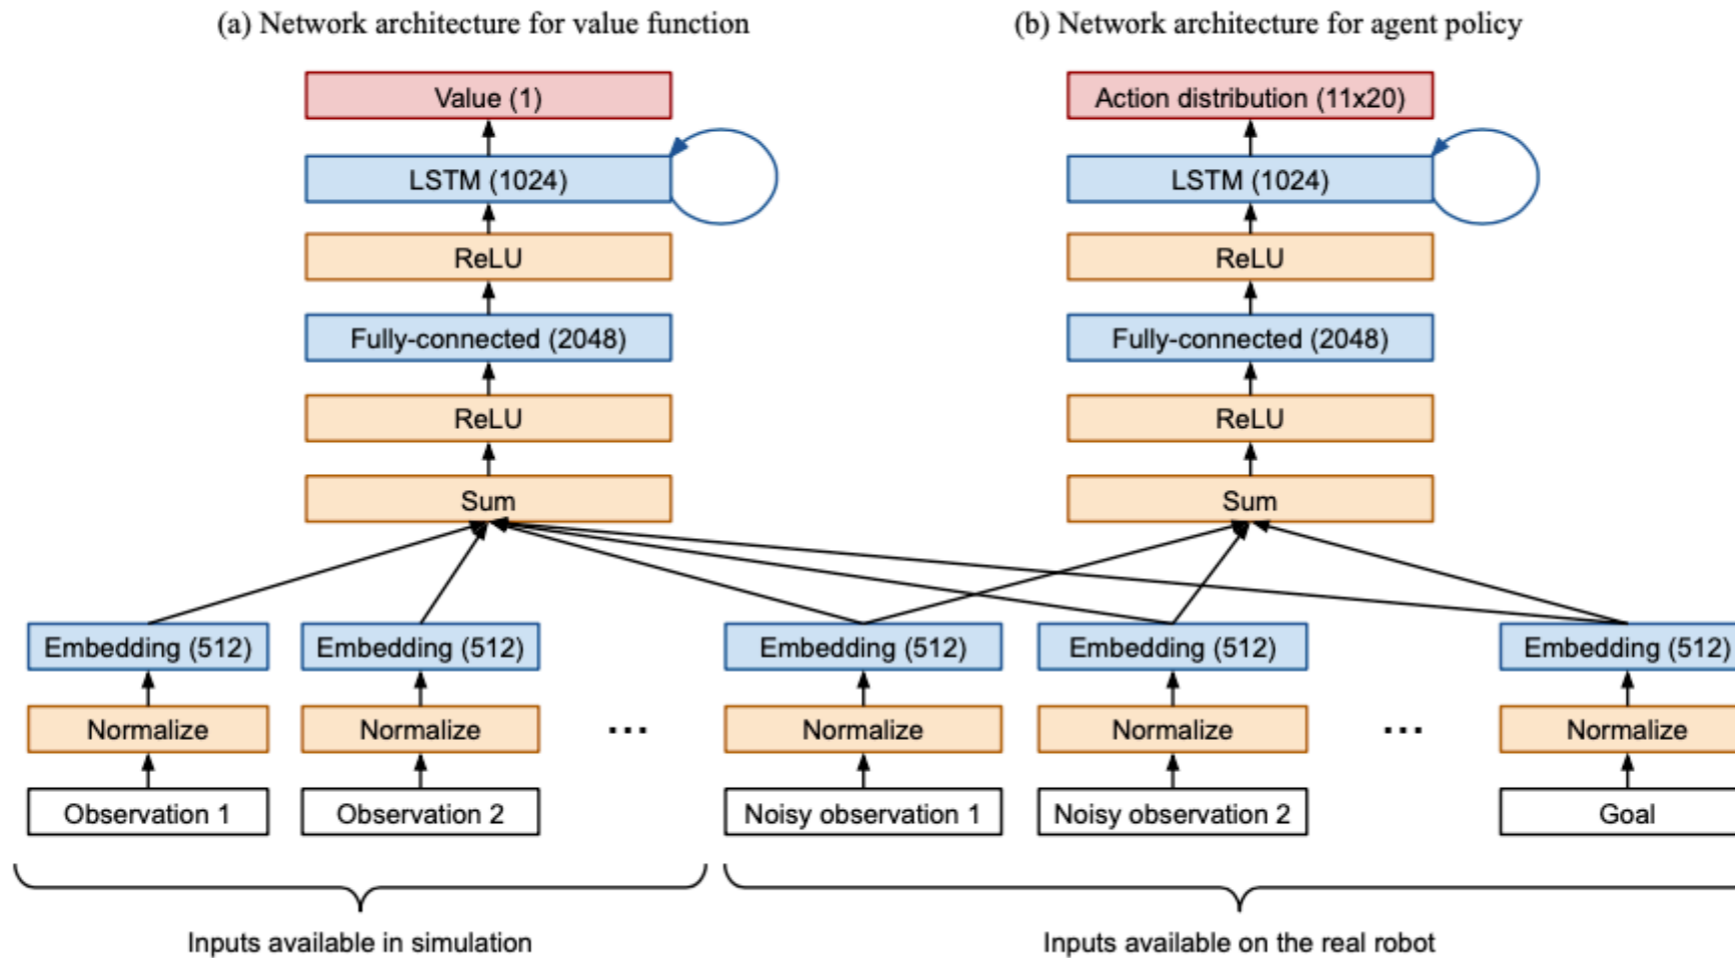 (a) Network architecture for value function
(b) Network architecture for agent policy
Value (1)
Action distribution (11x20)
LSTM (1024)
LSTM (1024)
ReLU
ReLU
Fully-connected (2048)
Fully-connected (2048)
ReLU
ReLU
Sum
Sum
Embedding (512)
Embedding (512)
Embedding (512)
Embedding (512)
Embedding (512)
Normalize
Normalize
...
Normalize
Normalize
...
Normalize
Observation 1
Observation 2
Noisy observation 1
Noisy observation 2
Goal
Inputs available in simulation
Inputs available on the real robot